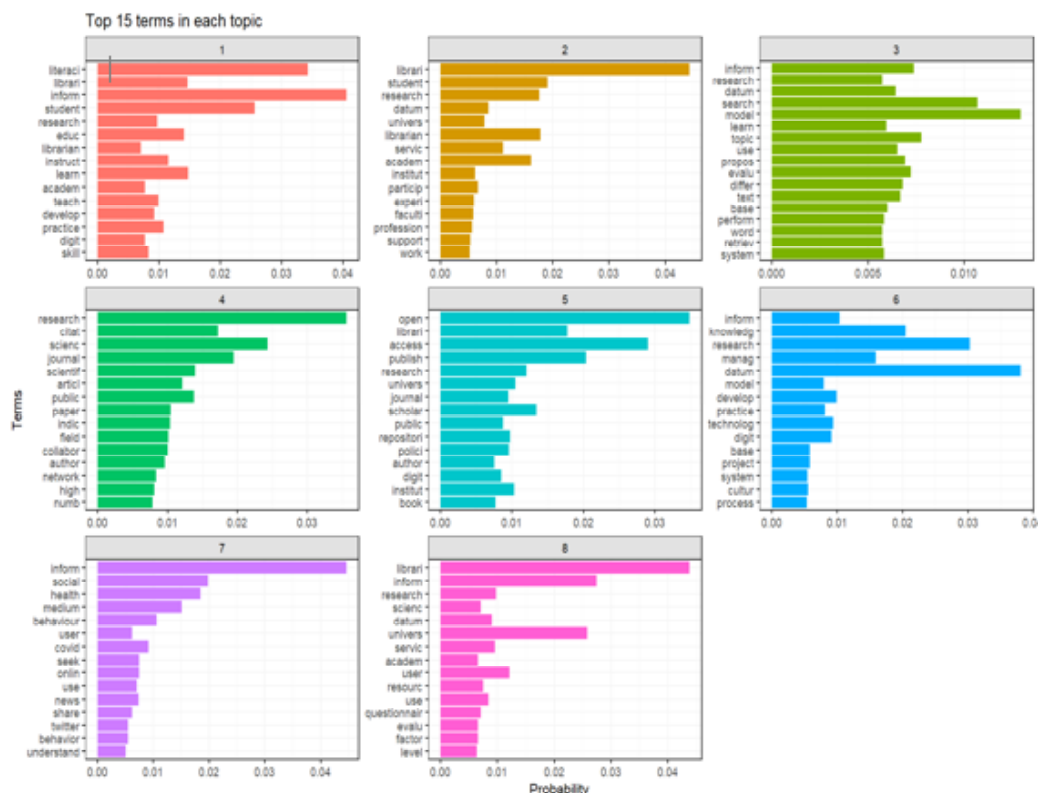 Top 15 terms in each topic
1
literaci
librari
inform
student
research
educ
librarian
instruct
learn
academ
teach
develop
practice
digit
skill
0.00 0.01 0.02 0.03 0.04
2
librari
student
research
datum
univers
librarian
servic
academ
institut
particip
experi
faculti
profession
support
work
0.00 0.01 0.02 0.03 0.04
3
inform
research
datum
search
model
learn
topic
use
propos
evalu
differ
text
base
perform
word
retriev
system
0.000 0.005 0.010
Terms
4
research
citat
scienc
journal
scientif
articl
public
paper
indic
field
collabor
author
network
high
numb
0.00 0.01 0.02 0.03
5
open
librari
access
publish
research
univers
journal
scholar
public
repositori
polici
author
digit
institut
book
0.00 0.01 0.02 0.03
6
inform
knowledg
research
manag
datum
model
develop
practice
technolog
digit
base
project
system
cultur
process
0.00 0.01 0.02 0.03 0.0
7
inform
social
health
medium
behaviour
user
covid
seek
onlin
use
news
share
twitter
behavior
understand
0.00 0.01 0.02 0.03 0.04
8
librari
inform
research
scienc
datum
univers
servic
academ
user
resourc
use
questionnair
evalu
factor
level
0.00 0.01 0.02 0.03 0.04
Probability